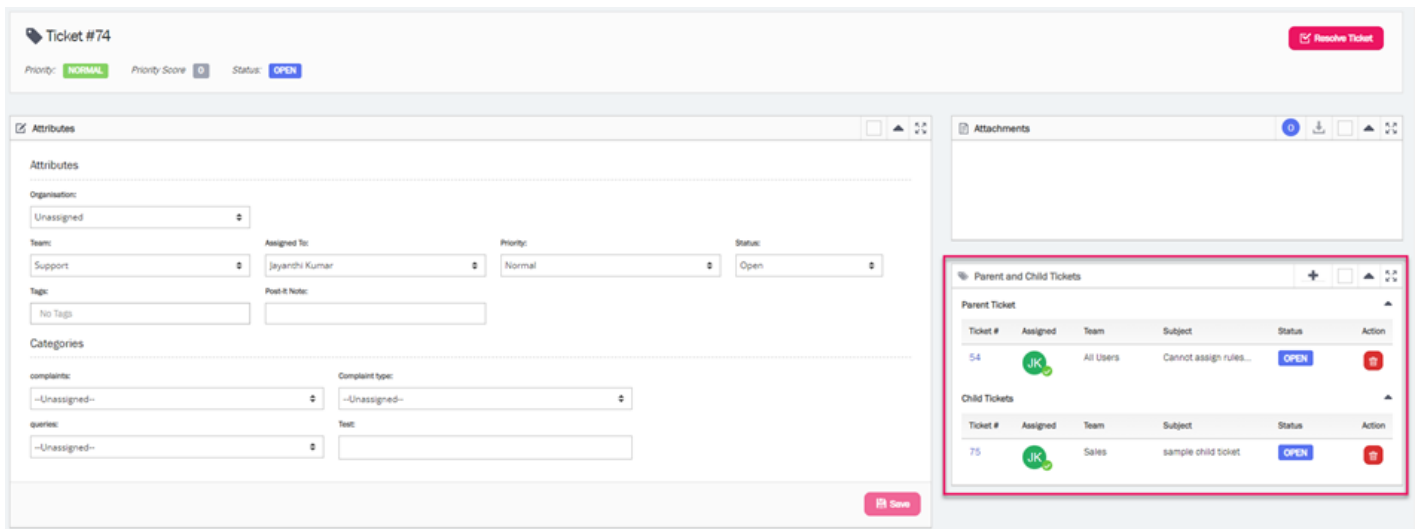 Ticket #74
Resolve Ticket
Priority: NORMAL Priority Score 0 Status: OPEN
Attributes
Attributes
Organisation:
Unassigned
Team: Assigned To: Priority: Status:
Support Jayanthi Kumar Normal Open
Tags: Post-It Note:
No Tags
Categories
complaints: Complaint type:
--Unassigned-- --Unassigned--
queries: Test:
--Unassigned--
Save
Attachments 0
Parent and Child Tickets
Parent Ticket
Ticket # Assigned Team Subject Status Action
54 JK All Users Cannot assign rules... OPEN
Child Tickets
Ticket # Assigned Team Subject Status Action
75 JK Sales sample child ticket OPEN